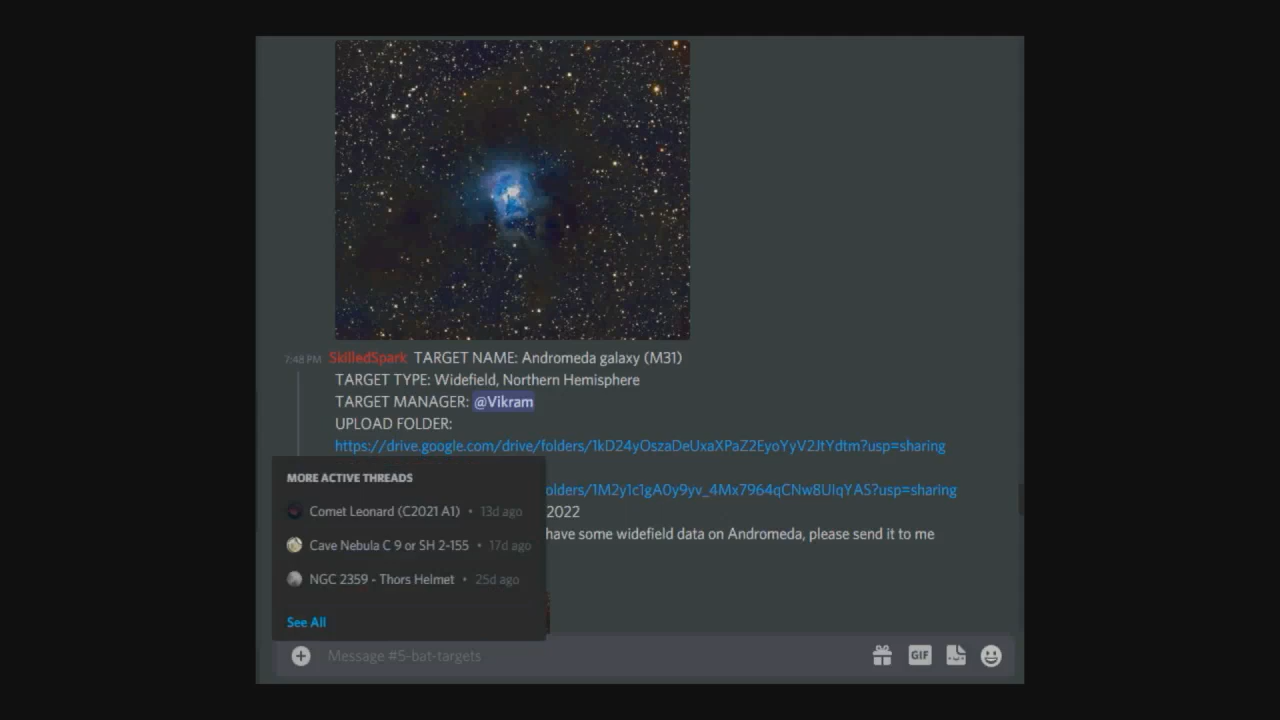 7:48 PM SkilledSpark TARGET NAME: Andromeda galaxy (M31)
TARGET TYPE: Widefield, Northern Hemisphere
TARGET MANAGER: @Vikram
UPLOAD FOLDER:
https://drive.google.com/drive/folders/1kD24yOszaDeUxaXPaZ2EyoYyV2JtYdtm?usp=sharing
olders/1M2y1c1gA0y9yv_4Mx7964qCNw8UlqYAS?usp=sharing
2022
have some widefield data on Andromeda, please send it to me
MORE ACTIVE THREADS
Comet Leonard (C2021 A1) • 13d ago
Cave Nebula C 9 or SH 2-155 • 17d ago
NGC 2359 - Thors Helmet • 25d ago
See All
Message #5-bat-targets
GIF